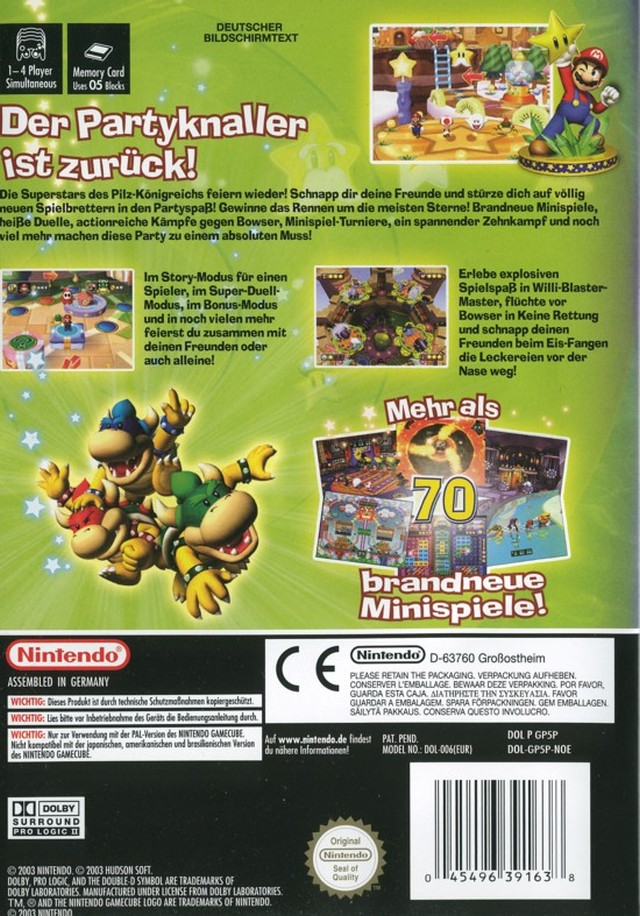 DEUTSCHER
BILDSCHIRMTEXT
1–4 Player
Simultaneous
Memory Card
Uses 05 Blocks
Der Partyknaller
ist zurück!
Die Superstars des Pilz-Königreichs feiern wieder! Schnapp dir deine Freunde und stürze dich auf völlig
neuen Spielbrettern in den Partyspaß! Gewinne das Rennen um die meisten Sterne! Brandneue Minispiele,
heiße Duelle, actionreiche Kämpfe gegen Bowser, Minispiel-Turniere, ein spannender Zehnkampf und noch
viel mehr machen diese Party zu einem absoluten Muss!
Im Story-Modus für einen
Spieler, im Super-Duell-
Modus, im Bonus-Modus
und in noch vielen mehr
feierst du zusammen mit
deinen Freunden oder
auch alleine!
Erlebe explosiven
Spielspaß in Willi-Blaster-
Master, flüchte vor
Bowser in Keine Rettung
und schnapp deinen
Freunden beim Eis-Fangen
die Leckereien vor der
Nase weg!
Mehr als
70
brandneue
Minispiele!
Nintendo®
ASSEMBLED IN GERMANY
WICHTIG: Dieses Produkt ist durch technische Schutzmaßnahmen kopiergeschützt.
WICHTIG: Lies bitte vor Inbetriebnahme des Geräts die Bedienungsanleitung durch.
WICHTIG: Nur zur Verwendung mit der PAL-Version des NINTENDO GAMECUBE.
Nicht kompatibel mit der japanischen, amerikanischen und brasilianischen Version
des NINTENDO GAMECUBE.
CE
Nintendo® D-63760 Großostheim
PLEASE RETAIN THE PACKAGING. VERPACKUNG AUFHEBEN.
CONSERVER L'EMBALLAGE. BEWAAR DEZE VERPAKKING. POR FAVOR,
GUARDA ESTA CAJA. ΔΙΑΤΗΡΗΣΤΕ ΤΗΝ ΣΥΣΚΕΥΑΣΙΑ. FAVOR
GUARDAR A EMBALAGEM. SPARA FÖRPACKNINGEN. GEM EMBALLAGEN.
SÄILYTÄ PAKKAUS. CONSERVA QUESTO INVOLUCRO.
Auf www.nintendo.de findest
du nähere Informationen!
PAT. PEND.
MODEL NO.: DOL-006(EUR)
DOL P GP5P
DOL-GP5P-NOE
DOLBY
SURROUND
PRO LOGIC II
Original
Nintendo
Seal of
Quality
TM
0 45496 39163 8
© 2003 NINTENDO. © 2003 HUDSON SOFT.
DOLBY, PRO LOGIC, AND THE DOUBLE-D SYMBOL ARE TRADEMARKS OF
DOLBY LABORATORIES. MANUFACTURED UNDER LICENSE FROM DOLBY LABORATORIES.
TM, ® AND THE NINTENDO GAMECUBE LOGO ARE TRADEMARKS OF NINTENDO.
© 2003 NINTENDO.